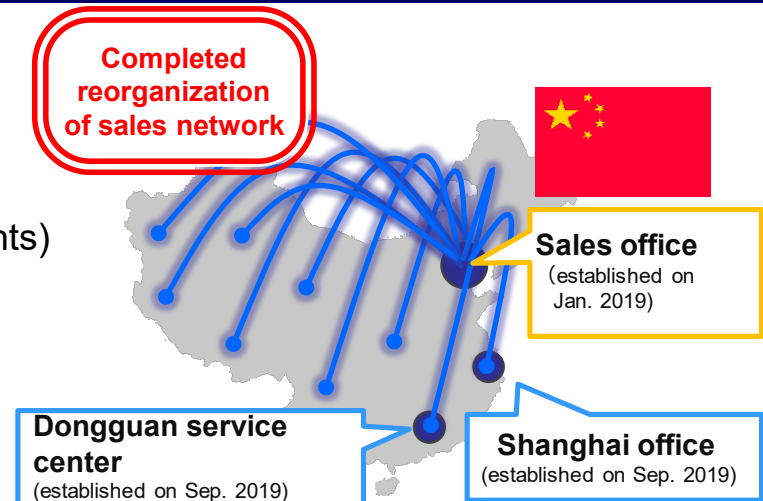 Completed
reorganization
of sales network
nts)
Sales office
(established on
Jan. 2019)
Dongguan service
center
(established on Sep. 2019)
Shanghai office
(established on Sep. 2019)